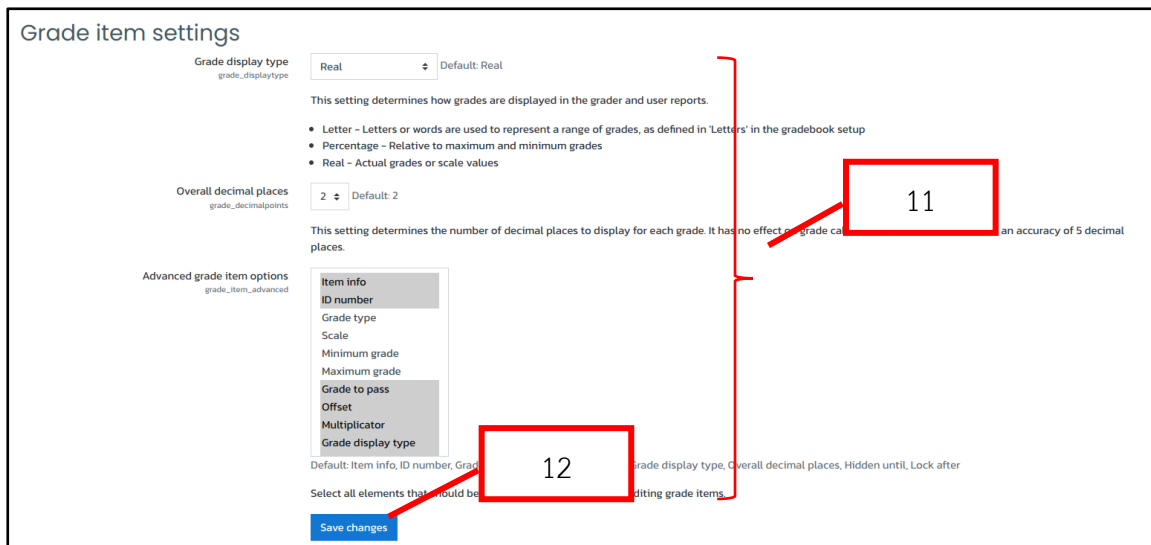 Grade item settings
Grade display type
grade_displaytype
Real Default: Real
This setting determines how grades are displayed in the grader and user reports.
• Letter - Letters or words are used to represent a range of grades, as defined in 'Letters' in the gradebook setup
• Percentage - Relative to maximum and minimum grades
• Real - Actual grades or scale values
Overall decimal places
grade_decimalpoints
2 Default: 2
11
This setting determines the number of decimal places to display for each grade. It has no effect on grade an accuracy of 5 decimal
places.
Advanced grade item options
grade_item_advanced
Item info
ID number
Grade type
Scale
Minimum grade
Maximum grade
Grade to pass
Offset
Multiplicator
Grade display type
12
Default: Item info, ID number, Grade display type, Overall decimal places, Hidden until, Lock after
Select all elements that should be editing grade items.
Save changes